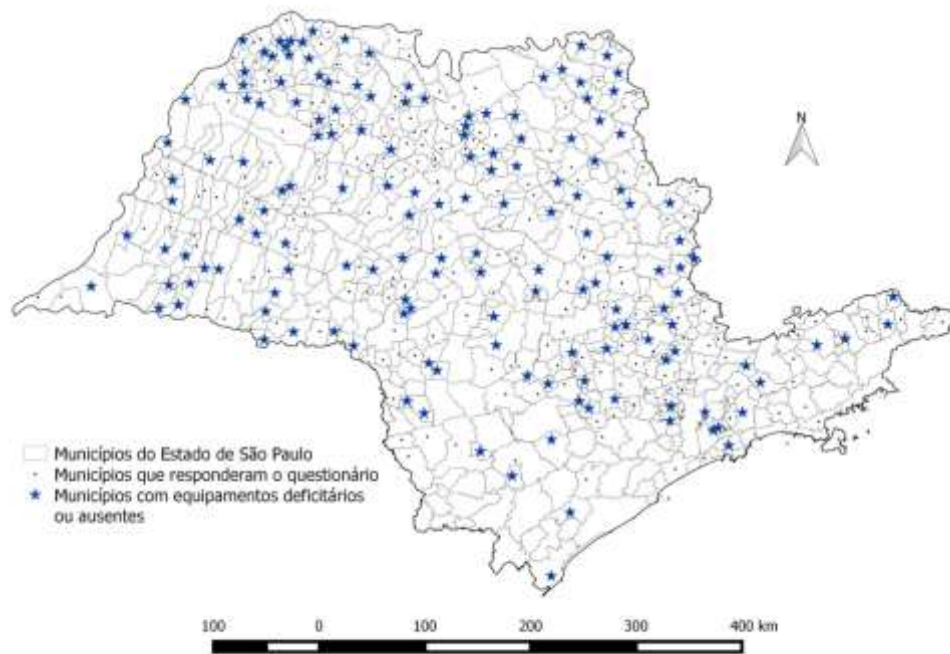 N
Municípios do Estado de São Paulo
Municípios que responderam o questionário
Municípios com equipamentos deficitários
ou ausentes
100 0 100 200 300 400 km